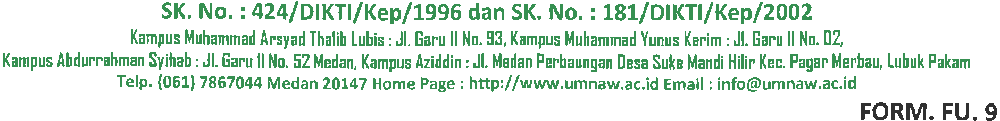 SK. No. : 424/DIKTI/Kep/1996 dan SK. No. : 181/DIKTI/Kep/2002
Kampus Muhammad Arsyad Thalib Lubis : Jl. Garu II No. 93, Kampus Muhammad Yunus Karim : Jl. Garu II No. 02,
Kampus Abdurrahman Syihab : Jl. Garu II No. 52 Medan, Kampus Aziddin : Jl. Medan Perbaungan Desa Suka Mandi Hilir Kec. Pagar Merbau, Lubuk Pakam
Telp. (061) 7867044 Medan 20147 Home Page : http://www.umnaw.ac.id Email : info@umnaw.ac.id
FORM. FU. 9